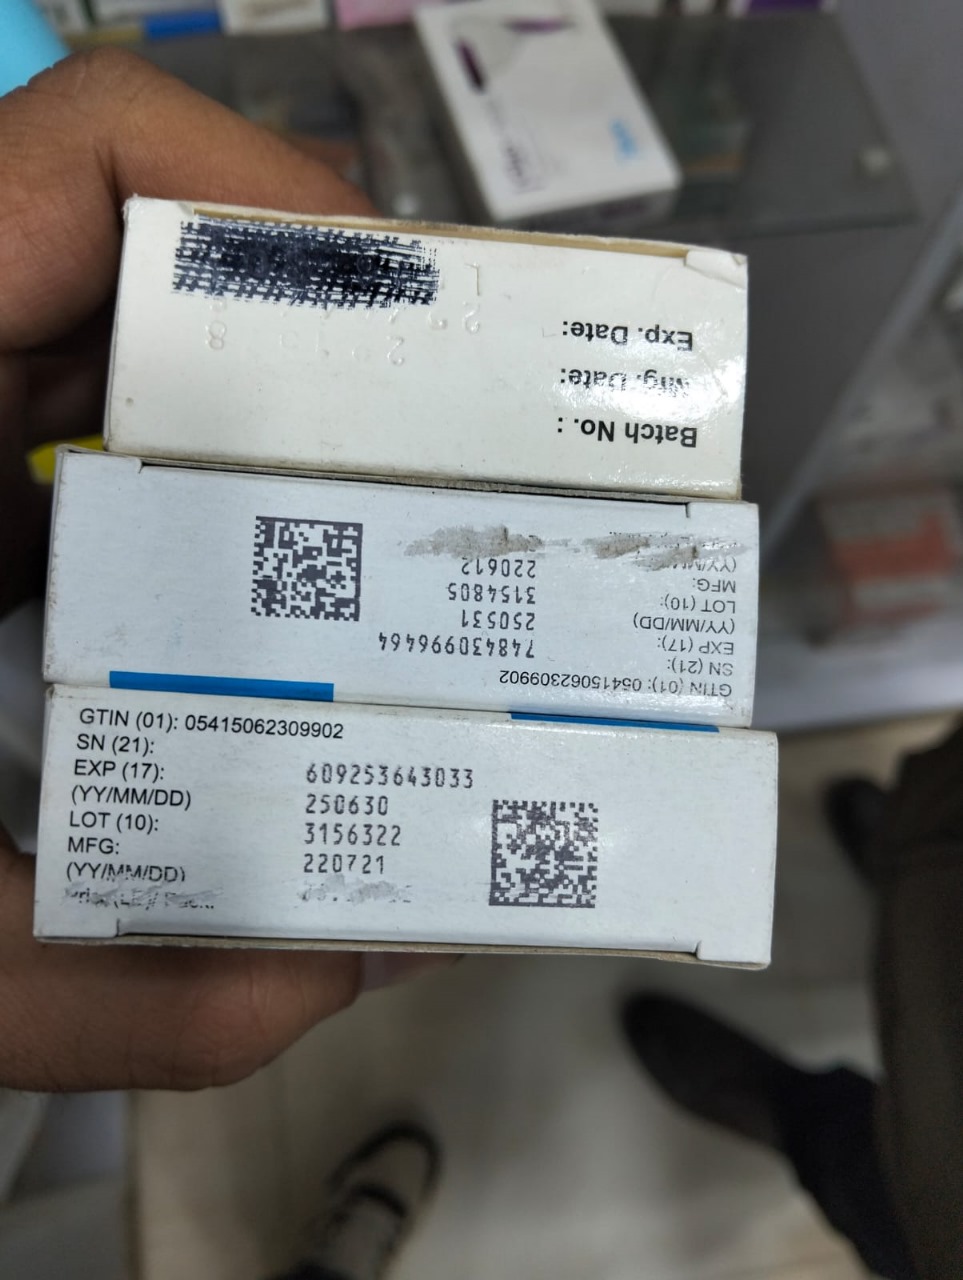 Exp. Date:
Mfg. Date:
Batch No. :
GTIN (01): 05415062309902
SN (21):
748430996464
EXP (17):
250531
(YY/MM/DD)
LOT (10):
3154805
MFG:
220612
GTIN (01): 05415062309902
SN (21):
609253643033
EXP (17):
250630
(YY/MM/DD)
LOT (10):
3156322
MFG:
220721
(YY/MM/DD)